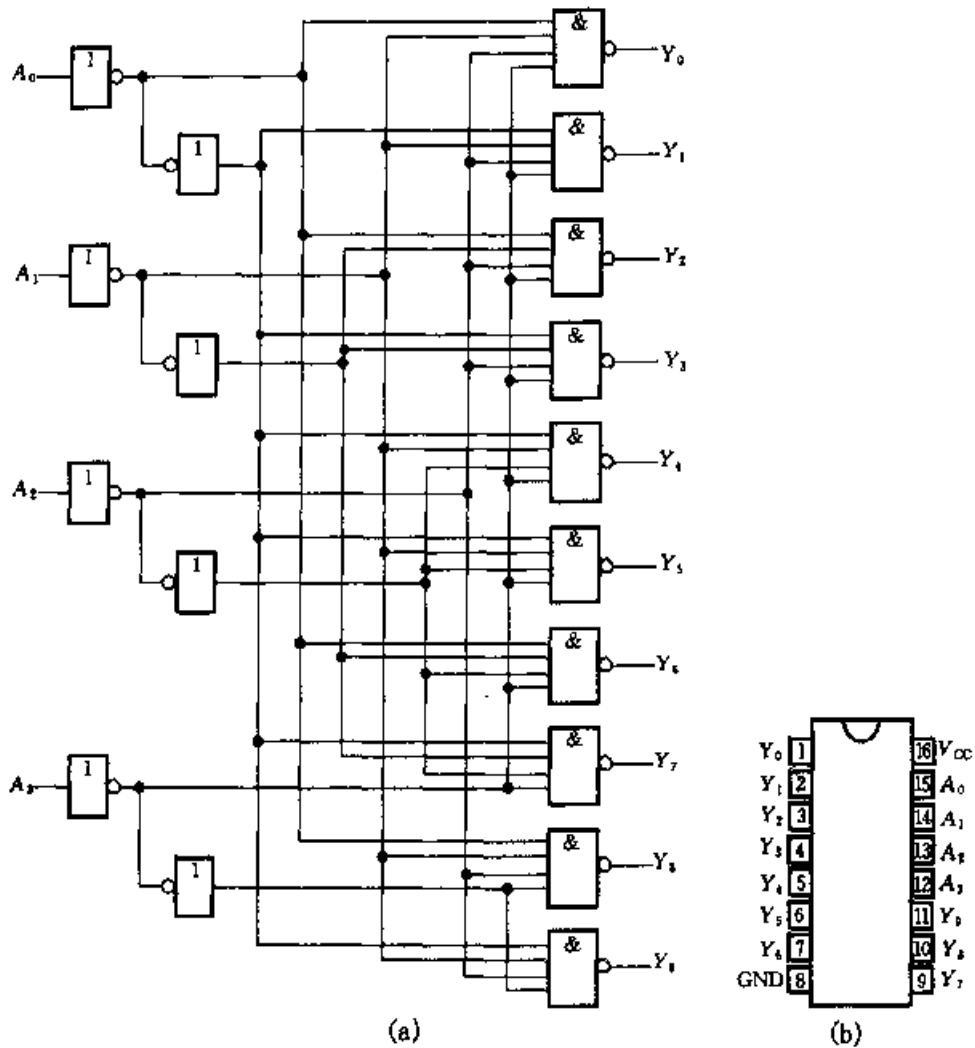 &
A₀ 1 Y₀
&
1 Y₁
&
A₁ 1 Y₂
&
1 Y₃
&
A₂ 1 Y₄
&
1 Y₅
&
Y₆
&
A₃ 1 Y₇
&
1 Y₈
&
Y₉
(a)
Y₀ 1 16 V_CC
Y₁ 2 15 A₀
Y₂ 3 14 A₁
Y₃ 4 13 A₂
Y₄ 5 12 A₃
Y₅ 6 11 Y₉
Y₆ 7 10 Y₈
GND 8 9 Y₇
(b)